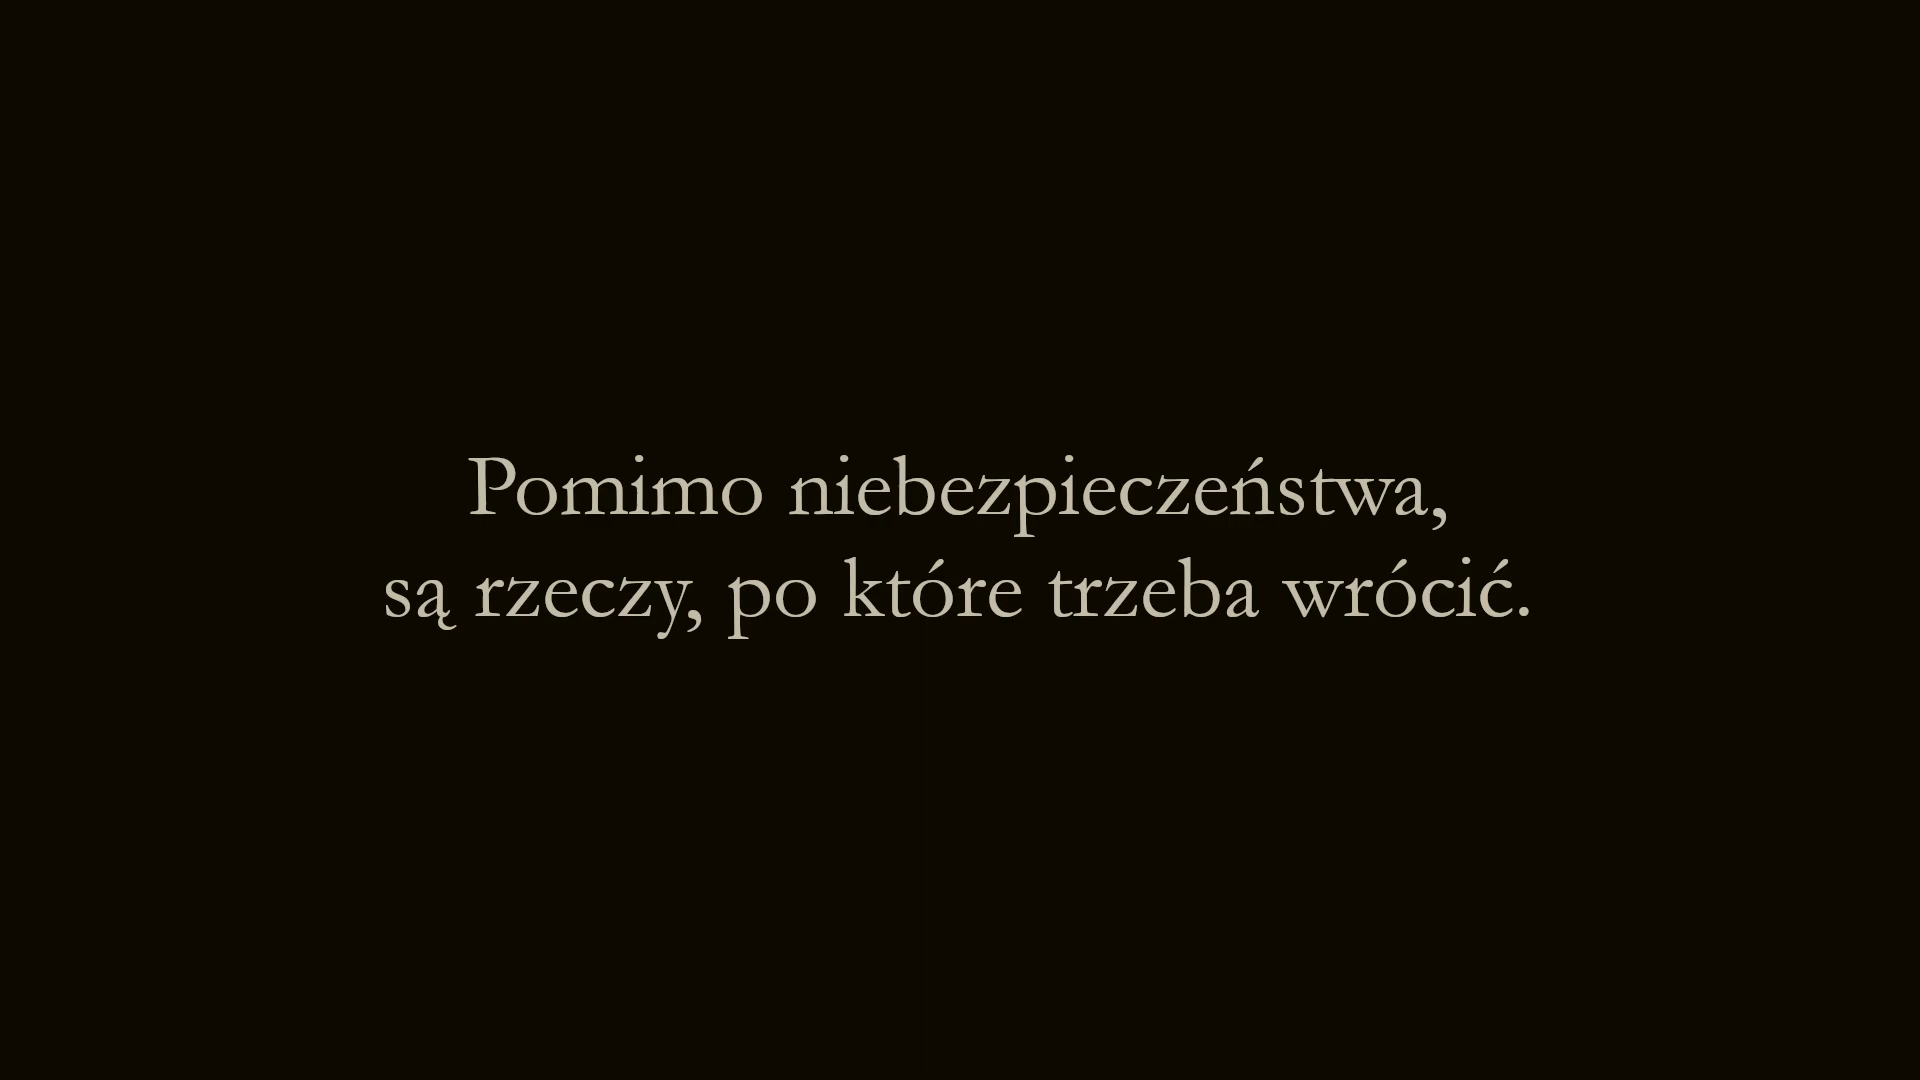 Pomimo niebezpieczeństwa,
są rzeczy, po które trzeba wrócić.